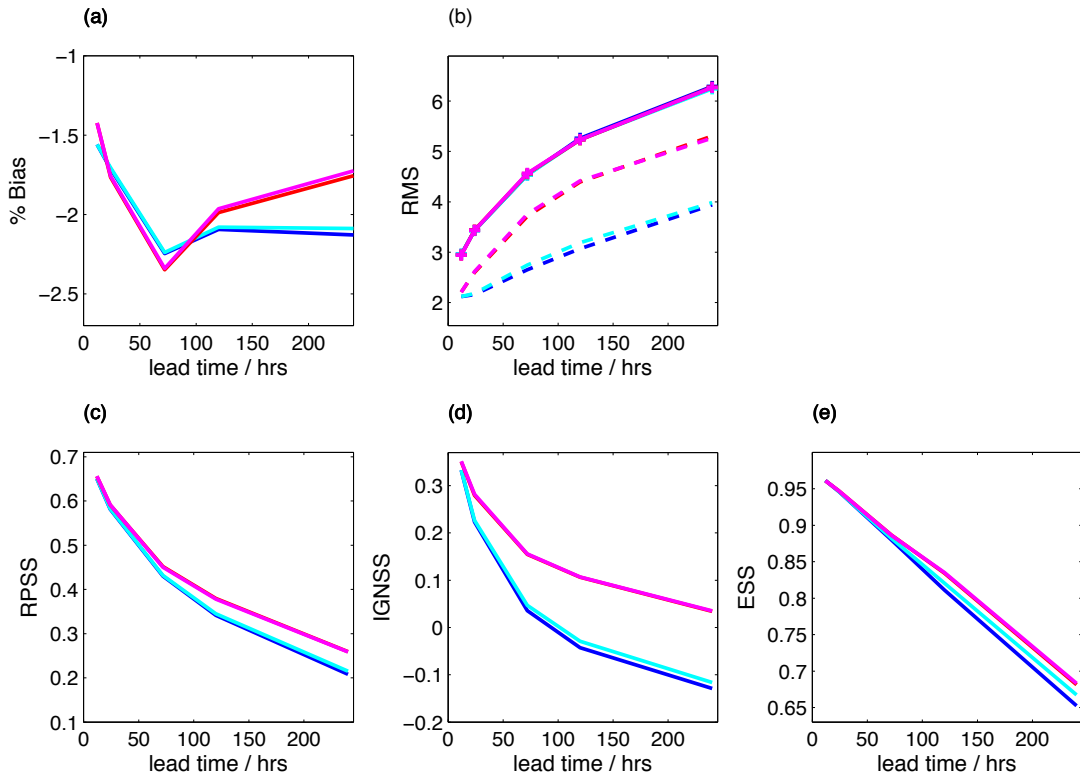 (a)
(b)
% Bias
−1
−1.5
−2
−2.5
0 50 100 150 200
lead time / hrs
RMS
6
5
4
3
2
0 50 100 150 200
lead time / hrs
(c)
(d)
(e)
RPSS
0.7
0.6
0.5
0.4
0.3
0.2
0.1
0 50 100 150 200
lead time / hrs
IGNSS
0.3
0.2
0.1
0
−0.1
−0.2
0 50 100 150 200
lead time / hrs
ESS
0.95
0.9
0.85
0.8
0.75
0.7
0.65
0 50 100 150 200
lead time / hrs